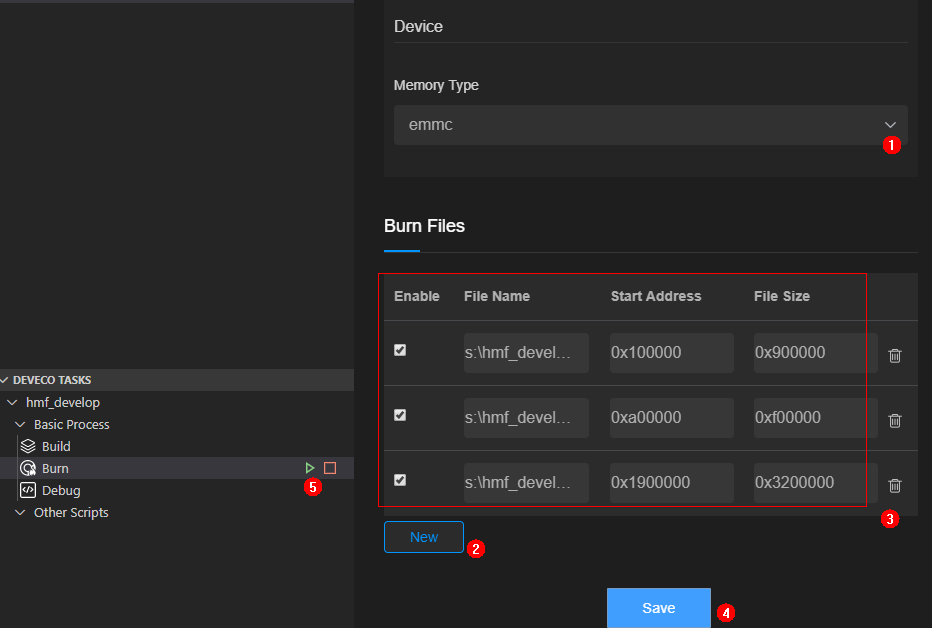 Device
Memory Type
emmc
1
Burn Files
Enable File Name Start Address File Size
s:\hmf_devel... 0x100000 0x900000
s:\hmf_devel... 0xa00000 0xf00000
s:\hmf_devel... 0x1900000 0x3200000
3
New 2
Save 4
DEVECO TASKS
hmf_develop
Basic Process
Build
Burn
5
Debug
Other Scripts